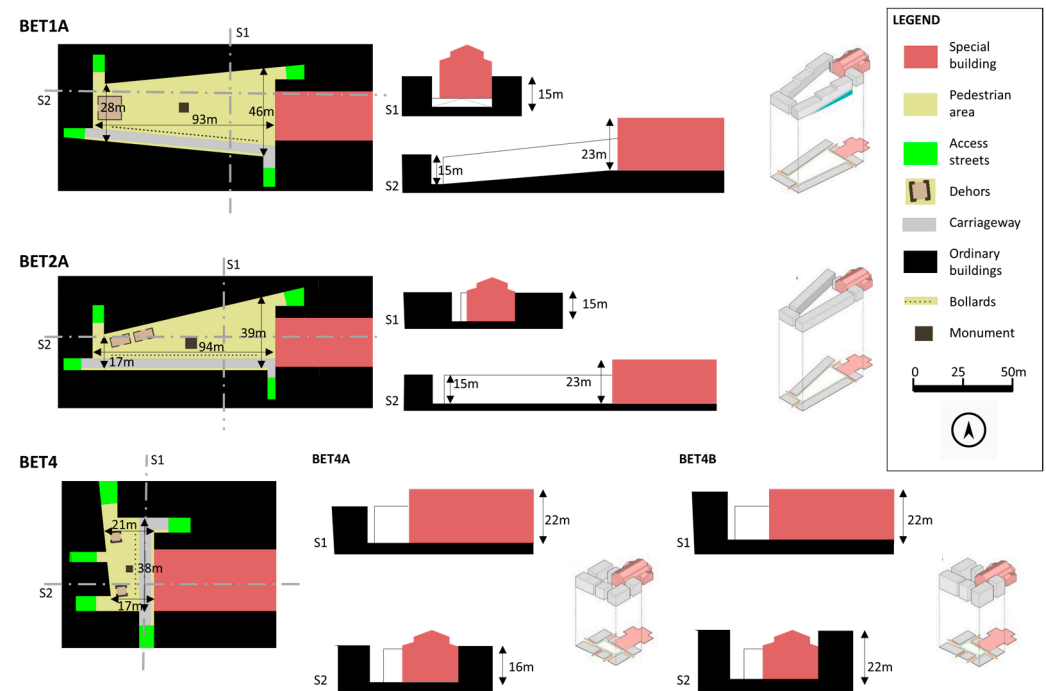 BET1A
S1
S2
28m
93m
46m
S1
15m
S2
15m
23m
BET2A
S1
S2
17m
94m
39m
S1
15m
S2
15m
23m
BET4
S1
S2
21m
38m
17m
BET4A
S1
22m
S2
16m
BET4B
S1
22m
S2
22m
LEGEND
Special
building
Pedestrian
area
Access
streets
Dehors
Carriageway
Ordinary
buildings
Bollards
Monument
0 25 50m